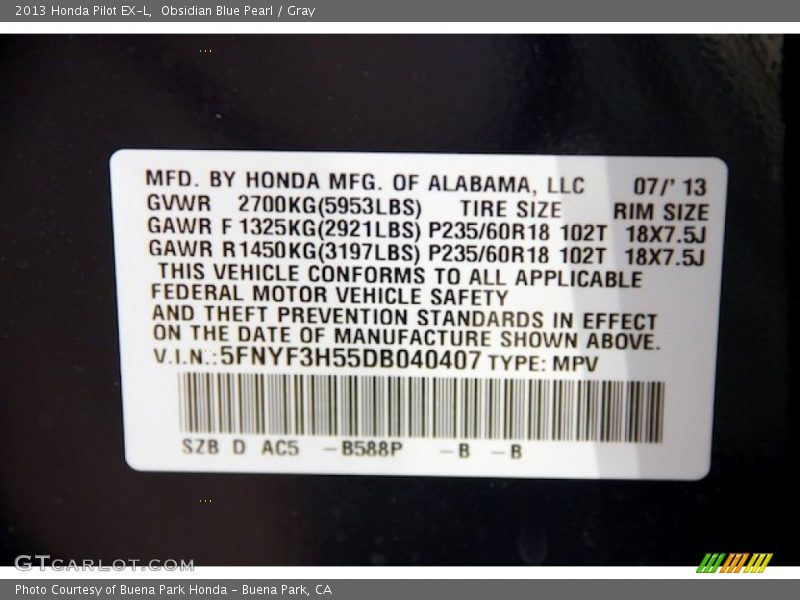 2013 Honda Pilot EX-L, Obsidian Blue Pearl / Gray
MFD. BY HONDA MFG. OF ALABAMA, LLC 07/' 13
GVWR 2700KG(5953LBS) TIRE SIZE RIM SIZE
GAWR F 1325KG(2921LBS) P235/60R18 102T 18X7.5J
GAWR R1450KG(3197LBS) P235/60R18 102T 18X7.5J
THIS VEHICLE CONFORMS TO ALL APPLICABLE
FEDERAL MOTOR VEHICLE SAFETY
AND THEFT PREVENTION STANDARDS IN EFFECT
ON THE DATE OF MANUFACTURE SHOWN ABOVE.
V.I.N.:5FNYF3H55DB040407 TYPE: MPV
SZB D AC5 -B588P -B -B
GTCARLOT.COM
Photo Courtesy of Buena Park Honda - Buena Park, CA